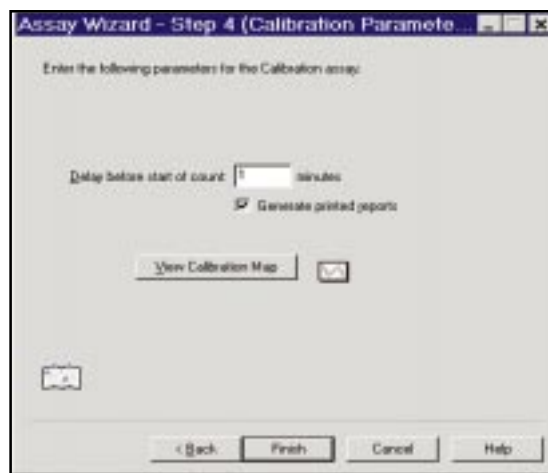 Assay Wizard - Step 4 (Calibration Paramete...
Enter the following parameters for the Calibration assay:
Delay before start of count 1 minutes
Generate printed reports
View Calibration Map
< Back Finish Cancel Help